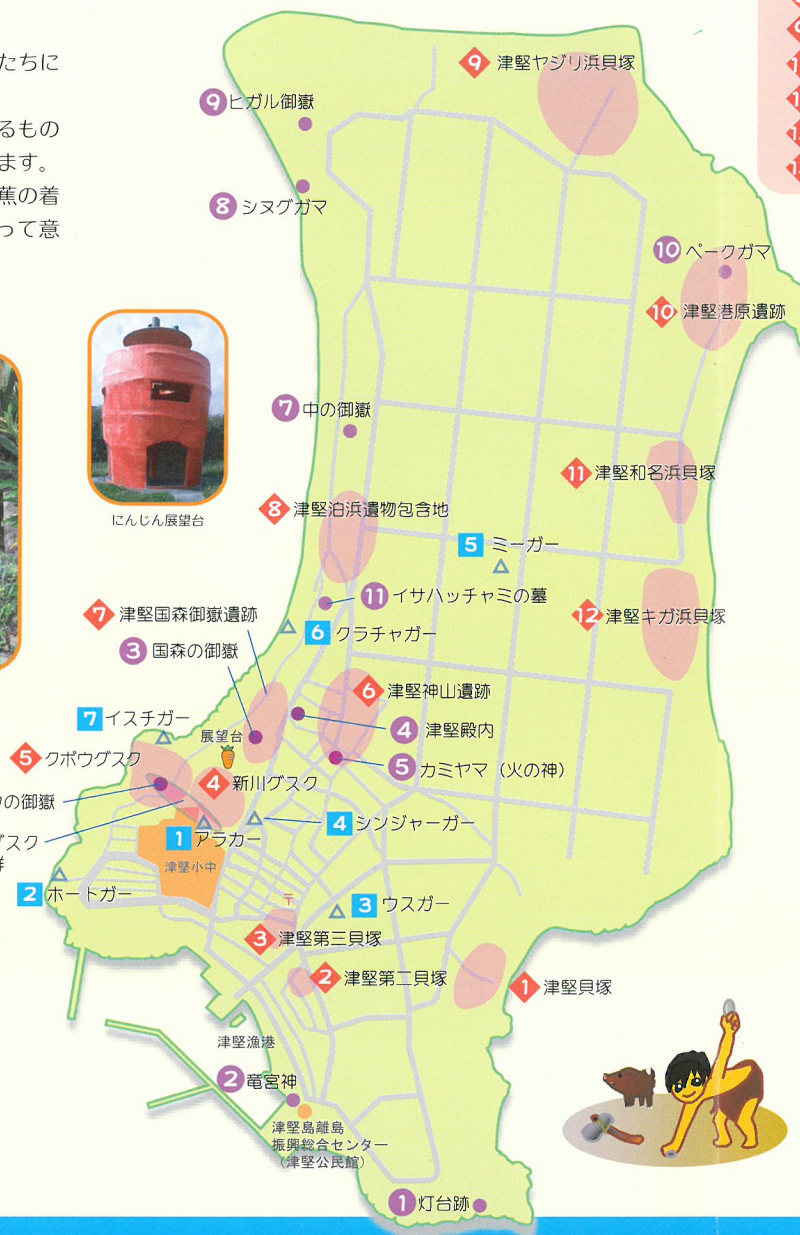 たちに
るもの
ます。
蕉の着
って意
9 津堅ヤジリ浜貝塚
9 ヒガル御嶽
8 シヌグガマ
10 ペークガマ
10 津堅港原遺跡
にんじん展望台
7 中の御嶽
11 津堅和名浜貝塚
8 津堅泊浜遺物包含地
5 ミーガー
11 イサハッチャミの墓
7 津堅国森御嶽遺跡
12 津堅キガ浜貝塚
6 クラチャガー
3 国森の御嶽
6 津堅神山遺跡
7 イスチガー
展望台
4 津堅殿内
5 クボウグスク
5 カミヤマ(火の神)
4 新川グスク
の御嶽
4 シンジャーガー
グスク
群
1 アラカー
津堅小中
2 ホートガー
〒
3 ウスガー
3 津堅第三貝塚
2 津堅第二貝塚
1 津堅貝塚
津堅漁港
2 竜宮神
津堅島離島
振興総合センター
(津堅公民館)
1 灯台跡